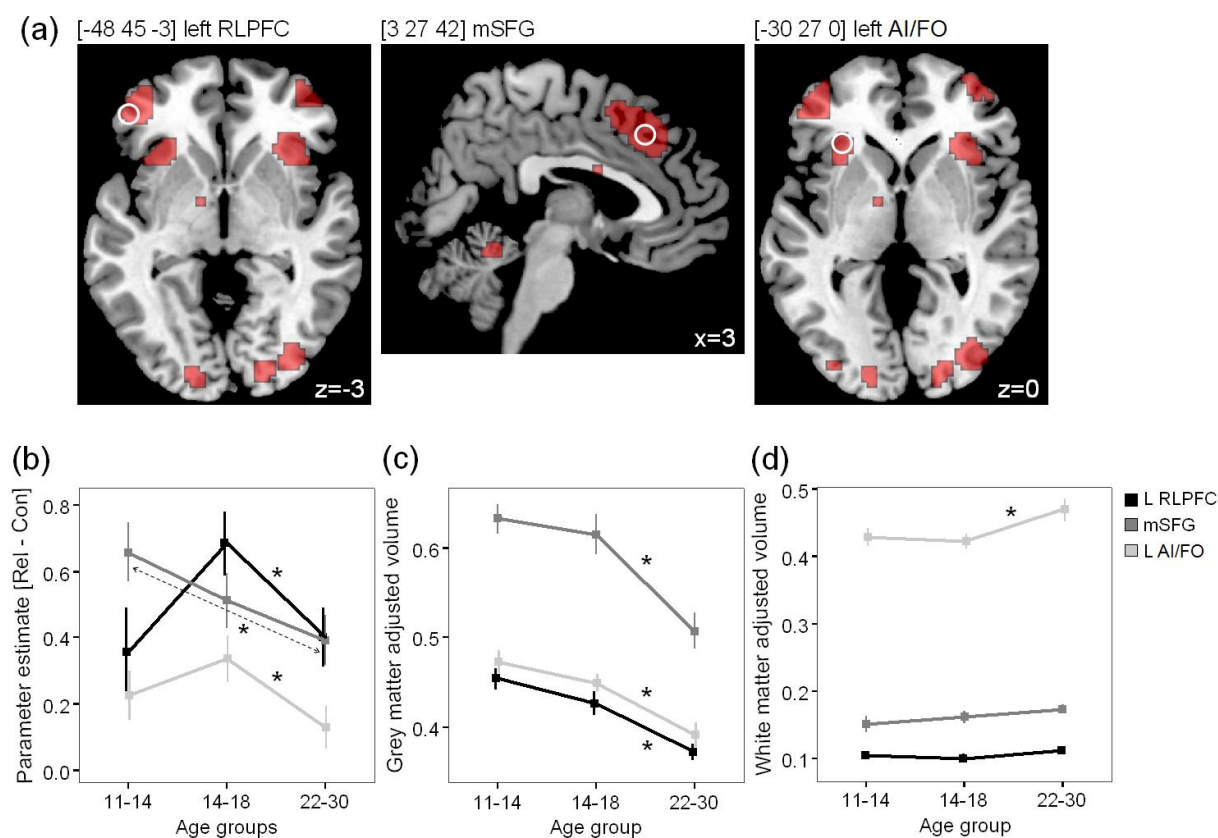 (a)
[-48 45 -3] left RLPFC
[3 27 42] mSFG
[-30 27 0] left AI/FO
z=-3
x=3
z=0
(b)
Parameter estimate [Rel - Con]
0.8
0.6
0.4
0.2
0.0
*
*
*
11-14
14-18
22-30
Age groups
(c)
Grey matter adjusted volume
0.6
0.5
0.4
*
*
*
11-14
14-18
22-30
Age group
(d)
White matter adjusted volume
0.5
0.4
0.3
0.2
0.1
*
11-14
14-18
22-30
Age group
L RLPFC
mSFG
L AI/FO